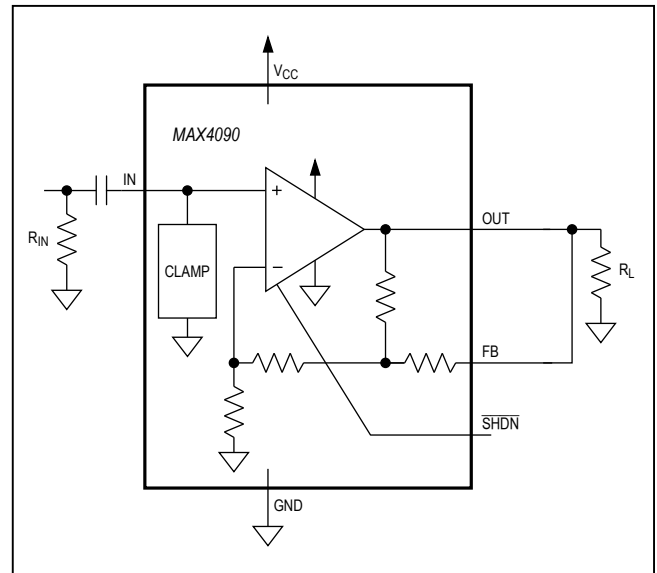 VCC
MAX4090
IN
+
OUT
RIN
CLAMP
−
RL
FB
SHDN
GND